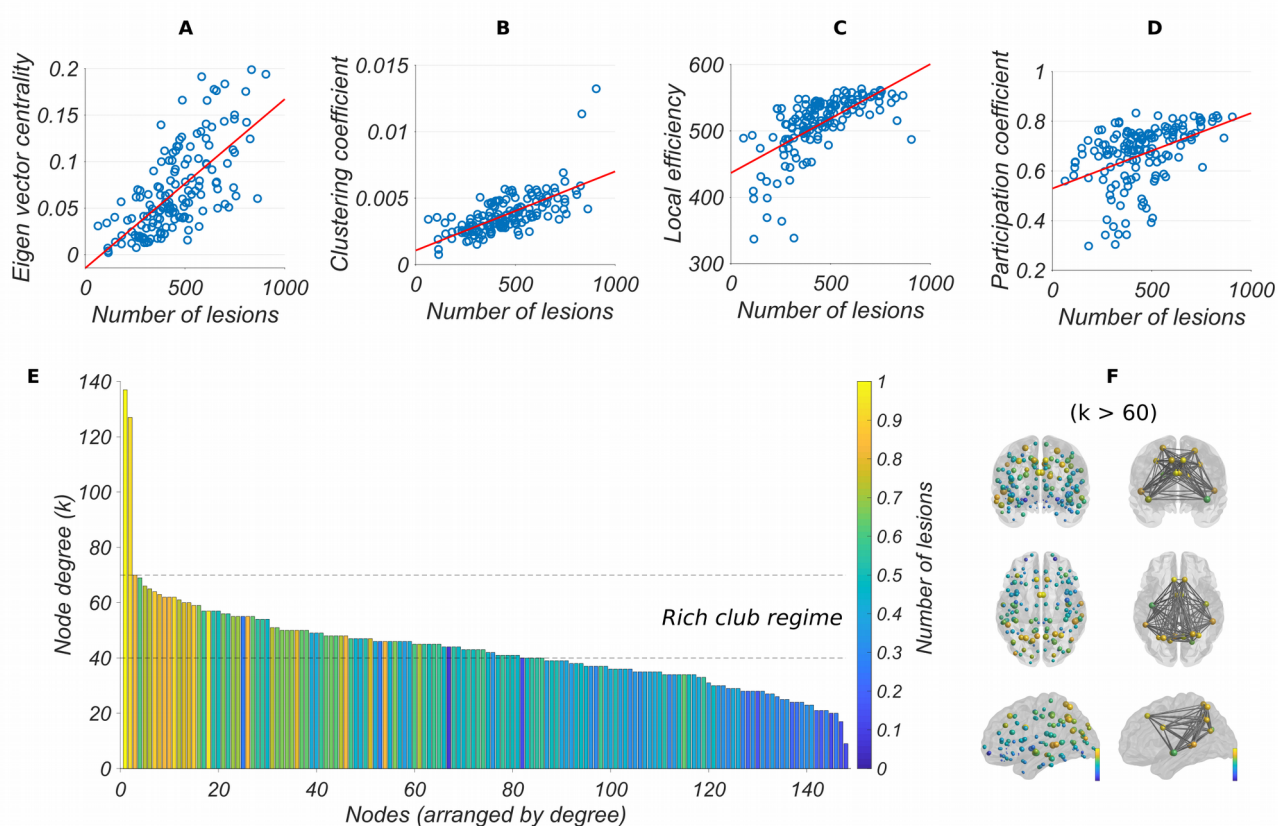 A
Eigen vector centrality
0.2
0.15
0.1
0.05
0
0 500 1000
Number of lesions
B
Clustering coefficient
0.015
0.01
0.005
0
0 500 1000
Number of lesions
C
Local efficiency
600
500
400
300
0 500 1000
Number of lesions
D
Participation coefficient
1
0.8
0.6
0.4
0.2
0 500 1000
Number of lesions
E
Node degree (k)
140
120
100
80
60
40
20
0
0 20 40 60 80 100 120 140
Nodes (arranged by degree)
Rich club regime
1
0.9
0.8
0.7
0.6
0.5
0.4
0.3
0.2
0.1
0
Number of lesions
F
(k > 60)